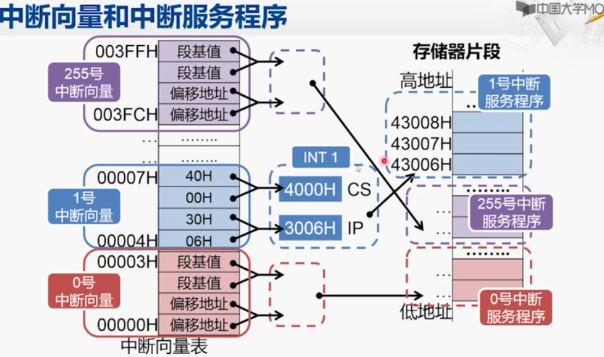 中断向量和中断服务程序
中国大学MO
003FFH
段基值
段基值
偏移地址
偏移地址
003FCH
255号
中断向量
...
........
...
........
00007H
40H
00H
30H
06H
00004H
1号
中断向量
00003H
段基值
段基值
偏移地址
偏移地址
00000H
0号
中断向量
中断向量表
INT 1
4000H CS
3006H IP
存储器片段
高地址
1号中断
服务程序
43008H
43007H
43006H
........
...
...
255号中断
服务程序
........
...
...
0号中断
服务程序
低地址